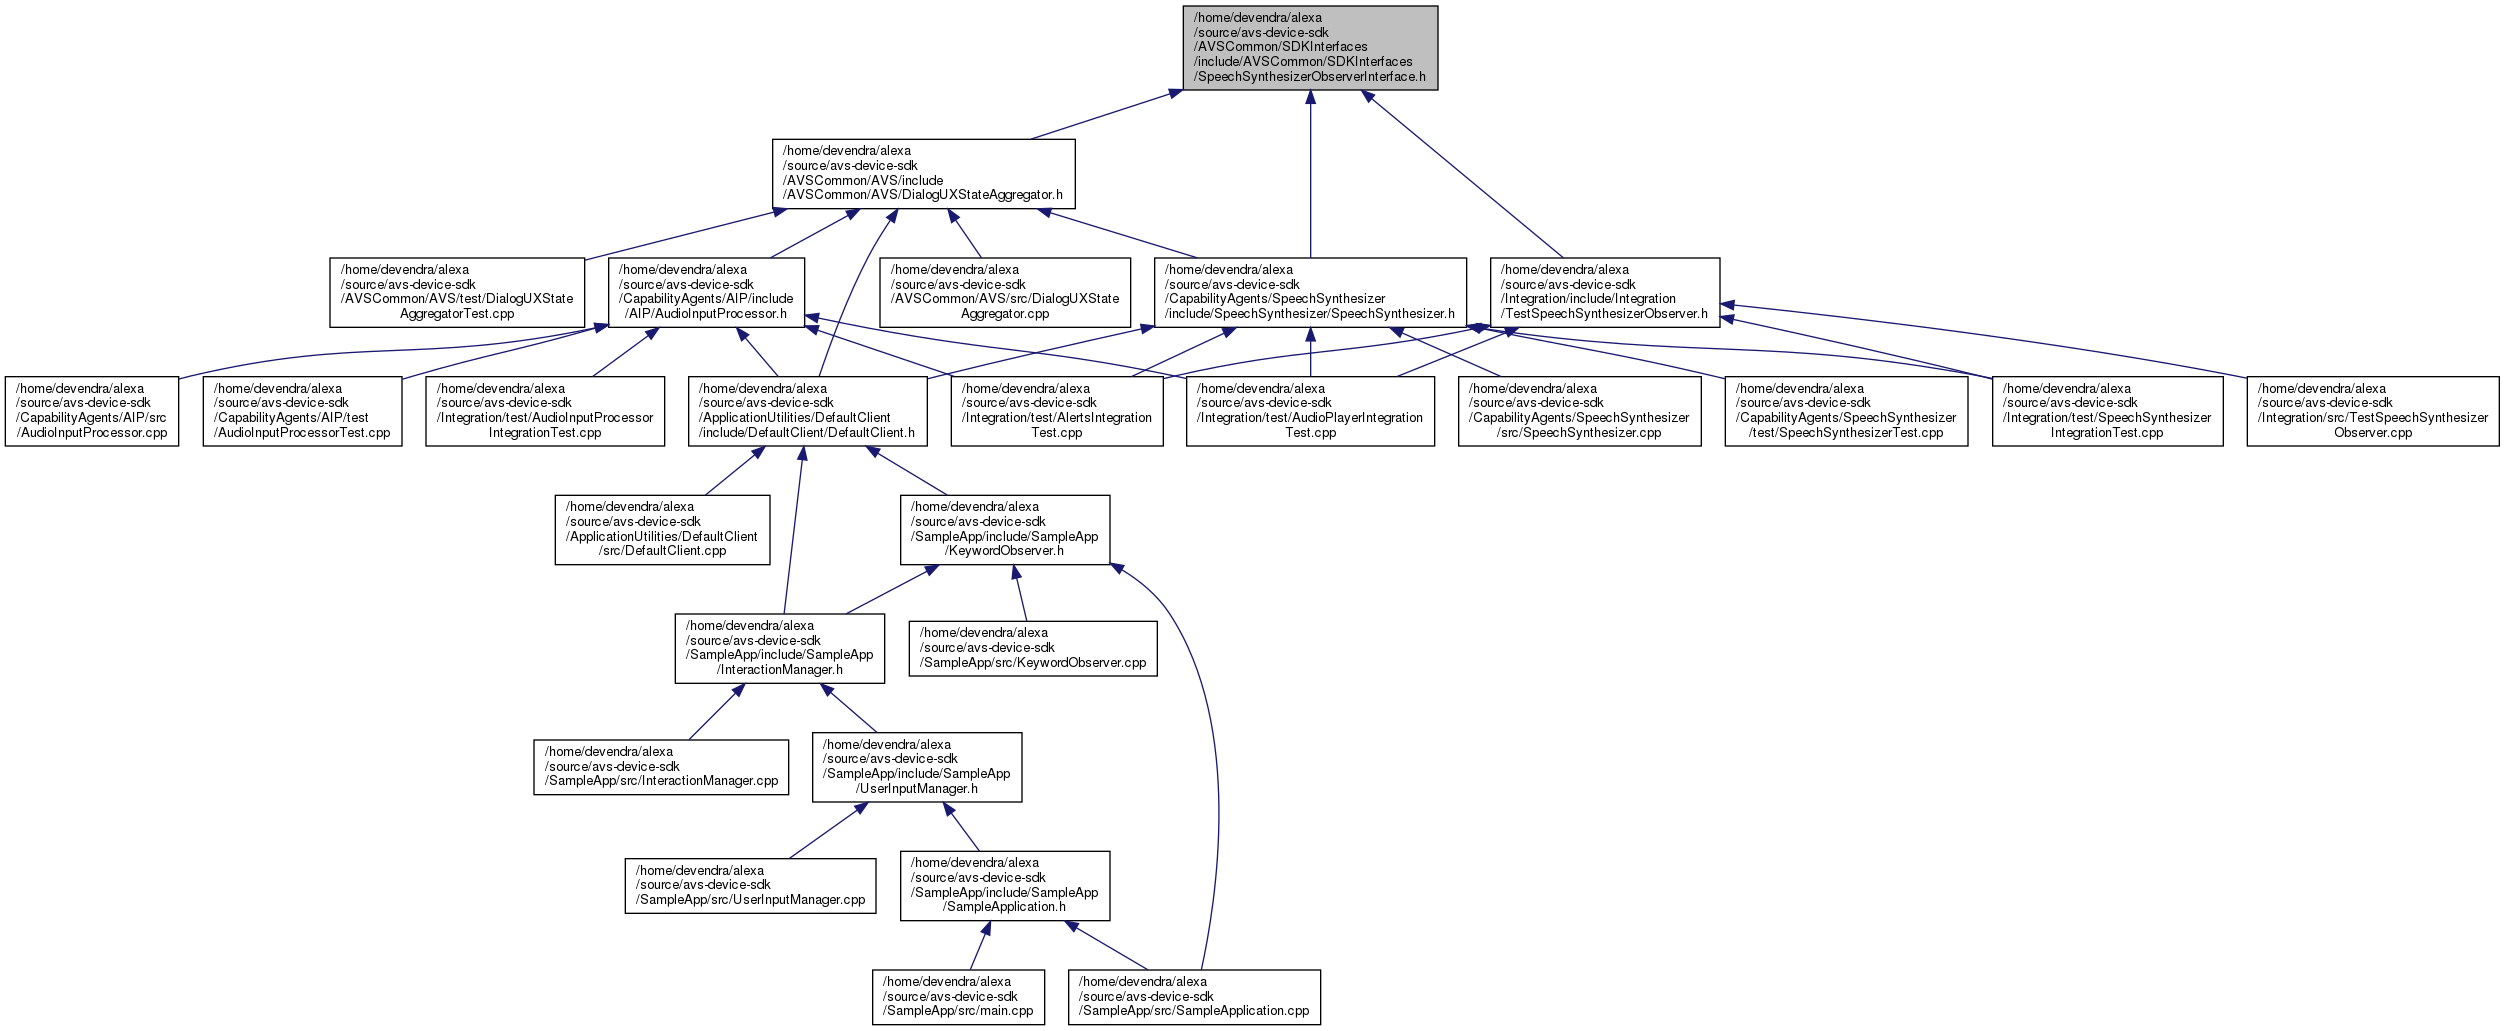 /home/devendra/alexa
/source/avs-device-sdk
/AVSCommon/SDKInterfaces
/include/AVSCommon/SDKInterfaces
/SpeechSynthesizerObserverInterface.h
/home/devendra/alexa
/source/avs-device-sdk
/AVSCommon/AVS/include
/AVSCommon/AVS/DialogUXStateAggregator.h
/home/devendra/alexa
/source/avs-device-sdk
/AVSCommon/AVS/test/DialogUXState
AggregatorTest.cpp
/home/devendra/alexa
/source/avs-device-sdk
/CapabilityAgents/AIP/include
/AIP/AudioInputProcessor.h
/home/devendra/alexa
/source/avs-device-sdk
/AVSCommon/AVS/src/DialogUXState
Aggregator.cpp
/home/devendra/alexa
/source/avs-device-sdk
/CapabilityAgents/SpeechSynthesizer
/include/SpeechSynthesizer/SpeechSynthesizer.h
/home/devendra/alexa
/source/avs-device-sdk
/Integration/include/Integration
/TestSpeechSynthesizerObserver.h
/home/devendra/alexa
/source/avs-device-sdk
/CapabilityAgents/AIP/src
/AudioInputProcessor.cpp
/home/devendra/alexa
/source/avs-device-sdk
/CapabilityAgents/AIP/test
/AudioInputProcessorTest.cpp
/home/devendra/alexa
/source/avs-device-sdk
/Integration/test/AudioInputProcessor
IntegrationTest.cpp
/home/devendra/alexa
/source/avs-device-sdk
/ApplicationUtilities/DefaultClient
/include/DefaultClient/DefaultClient.h
/home/devendra/alexa
/source/avs-device-sdk
/Integration/test/AlertsIntegration
Test.cpp
/home/devendra/alexa
/source/avs-device-sdk
/Integration/test/AudioPlayerIntegration
Test.cpp
/home/devendra/alexa
/source/avs-device-sdk
/CapabilityAgents/SpeechSynthesizer
/src/SpeechSynthesizer.cpp
/home/devendra/alexa
/source/avs-device-sdk
/CapabilityAgents/SpeechSynthesizer
/test/SpeechSynthesizerTest.cpp
/home/devendra/alexa
/source/avs-device-sdk
/Integration/test/SpeechSynthesizer
IntegrationTest.cpp
/home/devendra/alexa
/source/avs-device-sdk
/Integration/src/TestSpeechSynthesizer
Observer.cpp
/home/devendra/alexa
/source/avs-device-sdk
/ApplicationUtilities/DefaultClient
/src/DefaultClient.cpp
/home/devendra/alexa
/source/avs-device-sdk
/SampleApp/include/SampleApp
/KeywordObserver.h
/home/devendra/alexa
/source/avs-device-sdk
/SampleApp/include/SampleApp
/InteractionManager.h
/home/devendra/alexa
/source/avs-device-sdk
/SampleApp/src/KeywordObserver.cpp
/home/devendra/alexa
/source/avs-device-sdk
/SampleApp/src/InteractionManager.cpp
/home/devendra/alexa
/source/avs-device-sdk
/SampleApp/include/SampleApp
/UserInputManager.h
/home/devendra/alexa
/source/avs-device-sdk
/SampleApp/src/UserInputManager.cpp
/home/devendra/alexa
/source/avs-device-sdk
/SampleApp/include/SampleApp
/SampleApplication.h
/home/devendra/alexa
/source/avs-device-sdk
/SampleApp/src/main.cpp
/home/devendra/alexa
/source/avs-device-sdk
/SampleApp/src/SampleApplication.cpp